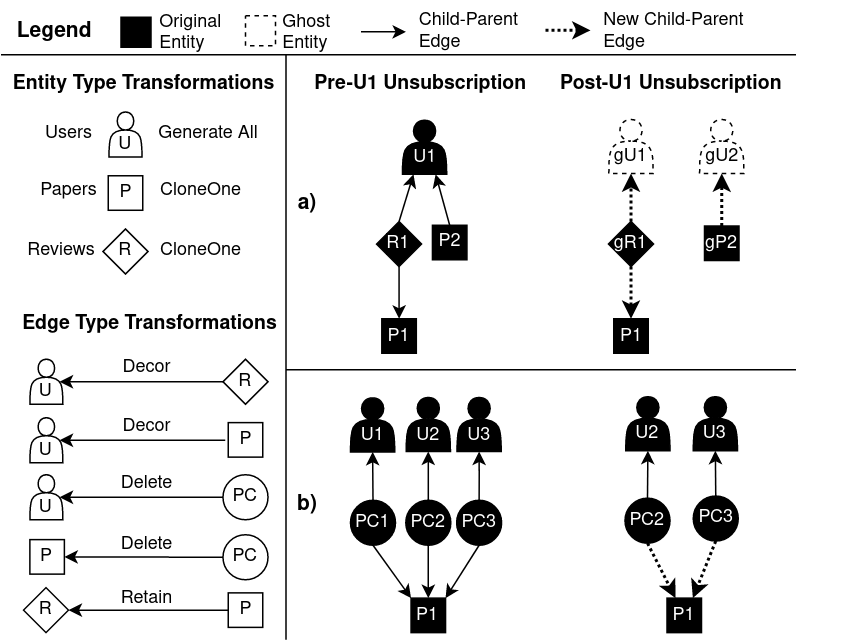 Legend
Original
Entity
Ghost
Entity
Child-Parent
Edge
New Child-Parent
Edge
Entity Type Transformations
Users
U
Generate All
Papers
P
CloneOne
Reviews
R
CloneOne
Edge Type Transformations
U
Decor
R
U
Decor
P
U
Delete
PC
P
Delete
PC
R
Retain
P
Pre-U1 Unsubscription
Post-U1 Unsubscription
a)
U1
R1
P2
P1
gU1
gU2
gR1
gP2
P1
b)
U1
U2
U3
PC1
PC2
PC3
P1
U2
U3
PC2
PC3
P1